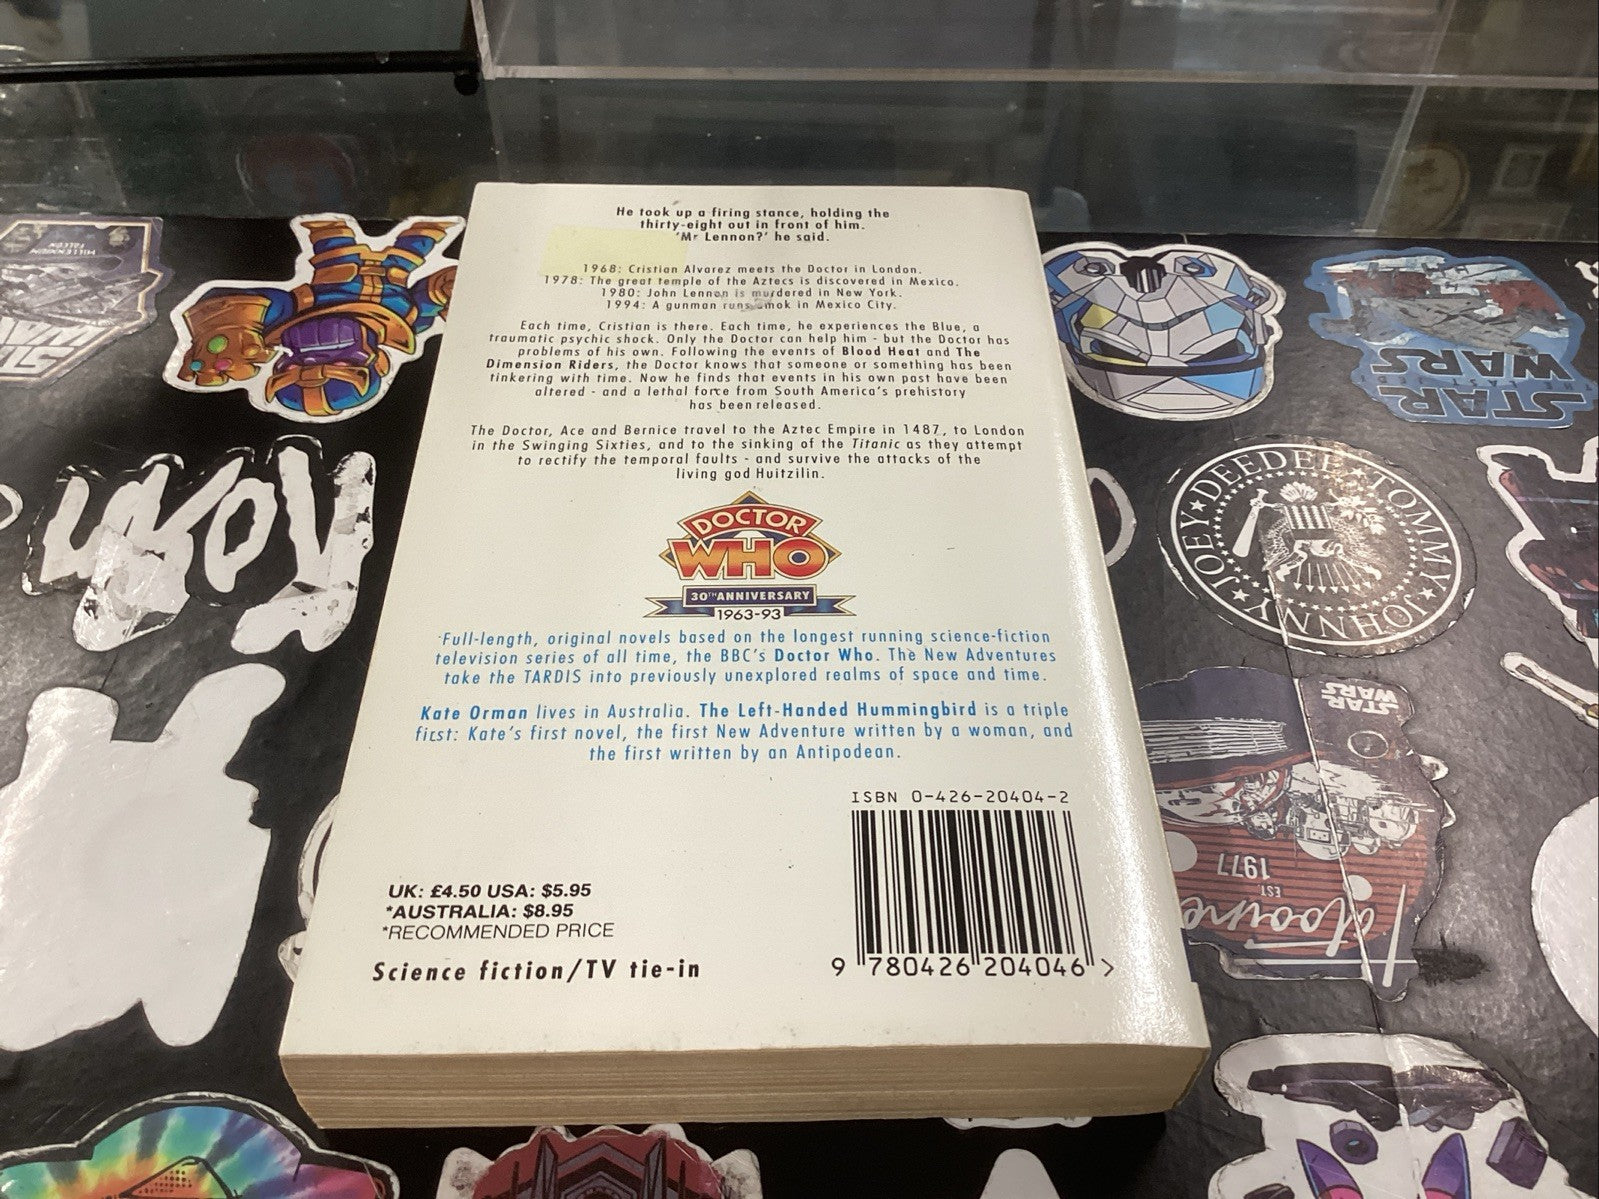 He took up a firing stance, holding the
thirty-eight out in front of him.
'Mr Lennon?' he said.
1968: Cristian Alvarez meets the Doctor in London.
1978: The great temple of the Aztecs is discovered in Mexico.
1980: John Lennon is murdered in New York.
1994: A gunman runs amok in Mexico City.
Each time, Cristian is there. Each time, he experiences the Blue, a
traumatic psychic shock. Only the Doctor can help him - but the Doctor has
problems of his own. Following the events of Blood Heat and The
Dimension Riders, the Doctor knows that someone or something has been
tinkering with time. Now he finds that events in his own past have been
altered - and a lethal force from South America's prehistory
has been released.
The Doctor, Ace and Bernice travel to the Aztec Empire in 1487, to London
in the Swinging Sixties, and to the sinking of the Titanic as they attempt
to rectify the temporal faults - and survive the attacks of the
living god Huitzilin.
DOCTOR
WHO
30TH ANNIVERSARY
1963-93
Full-length, original novels based on the longest running science-fiction
television series of all time, the BBC's Doctor Who. The New Adventures
take the TARDIS into previously unexplored realms of space and time.
Kate Orman lives in Australia. The Left-Handed Hummingbird is a triple
first: Kate's first novel, the first New Adventure written by a woman, and
the first written by an Antipodean.
ISBN 0-426-20404-2
UK: £4.50 USA: $5.95
*AUSTRALIA: $8.95
*RECOMMENDED PRICE
Science fiction/TV tie-in
9 780426 204046 >
MILLENNIUM
FALCON
STAR
WARS
JOHNNY ★ JOEY ★ DEEDEE ★ TOMMY
STAR
WARS
EST.
1977
Tatooine